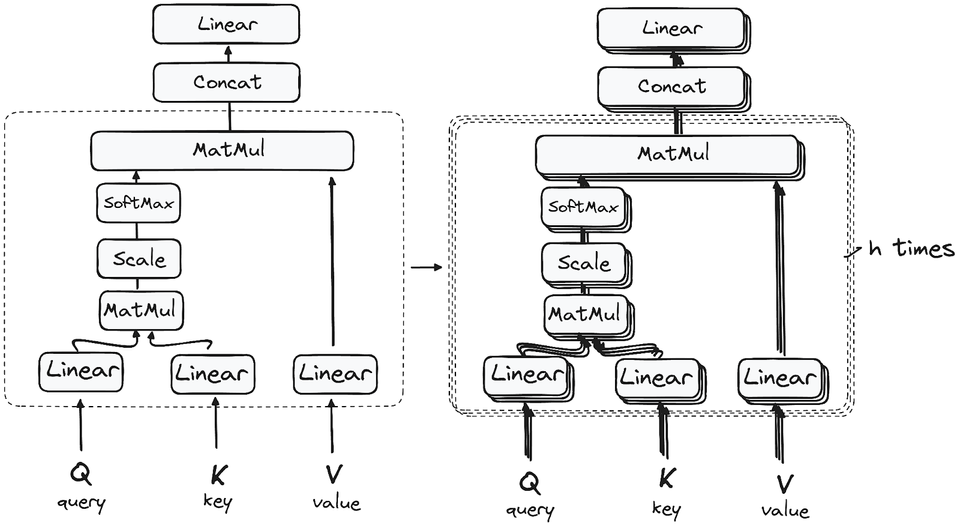 Linear
Concat
MatMul
SoftMax
Scale
MatMul
Linear
Linear
Linear
Q
K
V
query
key
value
Linear
Concat
MatMul
SoftMax
Scale
MatMul
Linear
Linear
Linear
h times
Q
K
V
query
key
value